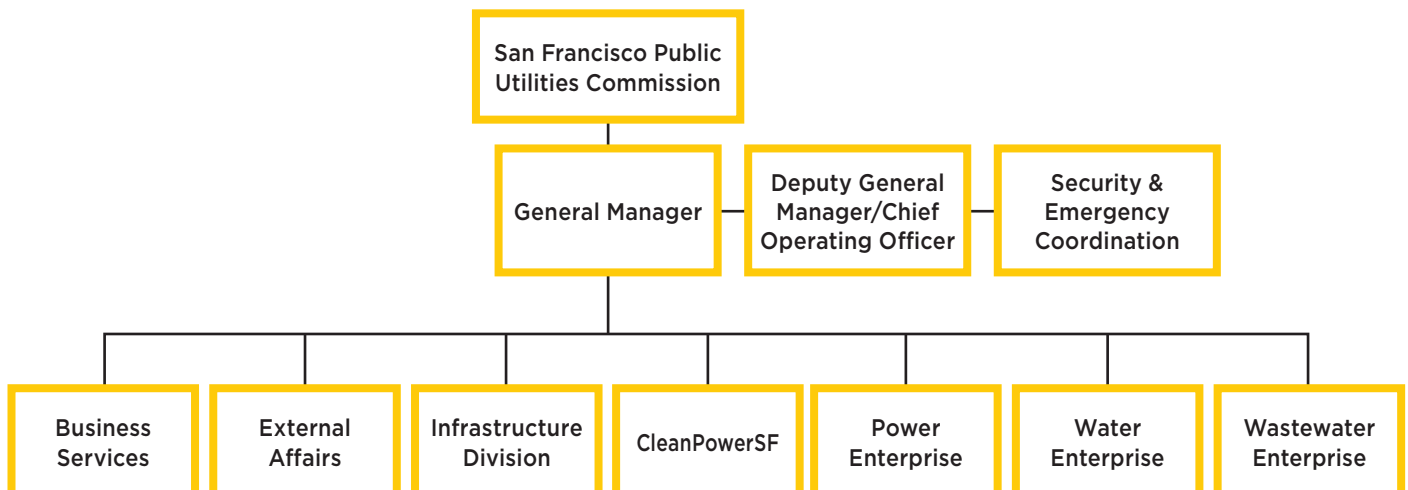 San Francisco Public
Utilities Commission
General Manager
Deputy General
Manager/Chief
Operating Officer
Security &
Emergency
Coordination
Business
Services
External
Affairs
Infrastructure
Division
CleanPowerSF
Power
Enterprise
Water
Enterprise
Wastewater
Enterprise